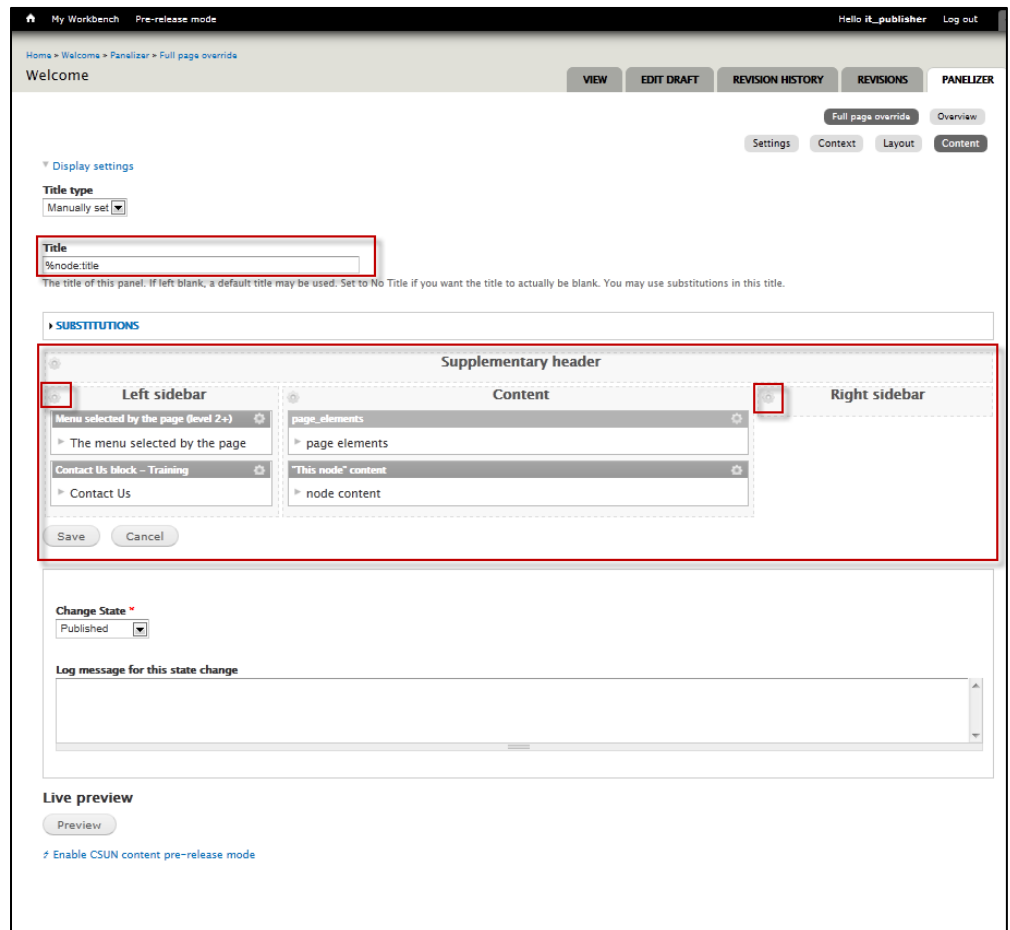 My Workbench Pre-release mode Hello it_publisher Log out
Home » Welcome » Panelizer » Full page override
Welcome
VIEW EDIT DRAFT REVISION HISTORY REVISIONS PANELIZER
Full page override Overview
Settings Context Layout Content
Display settings
Title type
Manually set
Title
%node:title
The title of this panel. If left blank, a default title may be used. Set to No Title if you want the title to actually be blank. You may use substitutions in this title.
SUBSTITUTIONS
Supplementary header
Left sidebar Content Right sidebar
Menu selected by the page (level 2+) page_elements
The menu selected by the page page elements
Contact Us block – Training "This node" content
Contact Us node content
Save Cancel
Change State *
Published
Log message for this state change
Live preview
Preview
Enable CSUN content pre-release mode